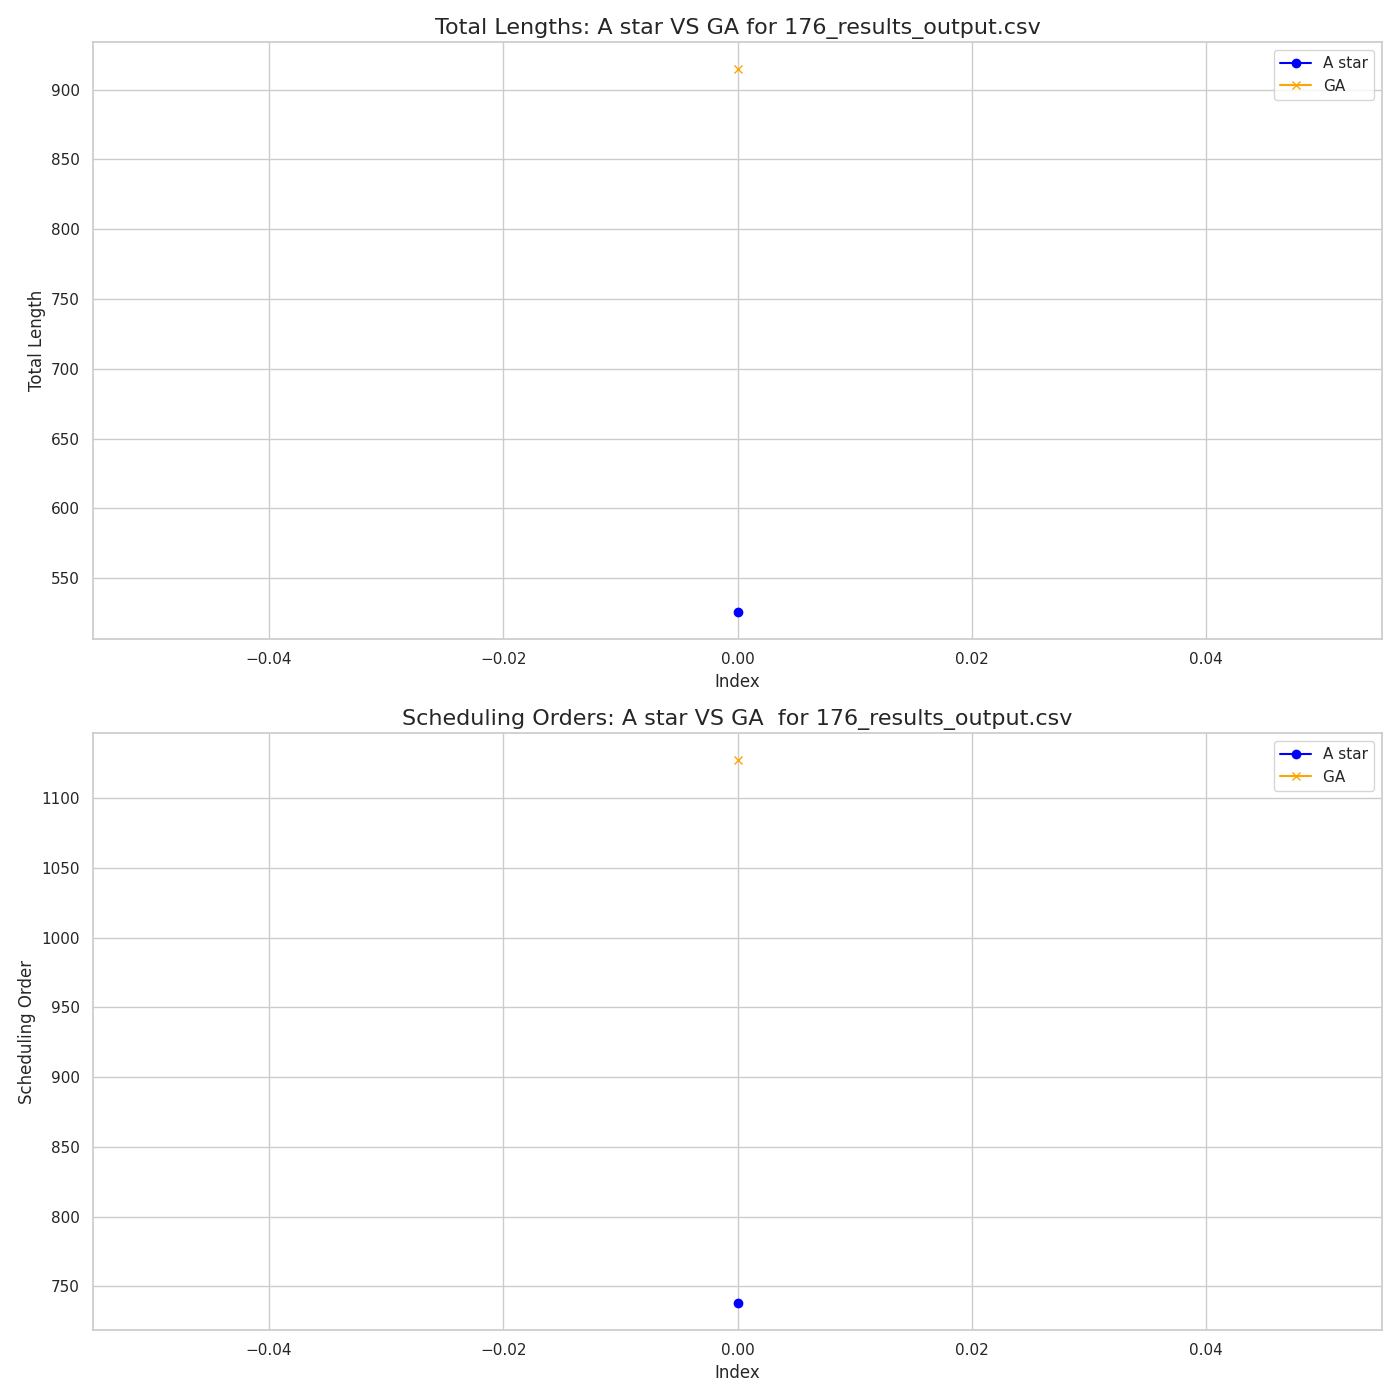 Total Lengths: A star VS GA for 176_results_output.csv
A star
GA
900
850
800
750
700
650
600
550
Total Length
−0.04 −0.02 0.00 0.02 0.04
Index
Scheduling Orders: A star VS GA  for 176_results_output.csv
A star
GA
1100
1050
1000
950
900
850
800
750
Scheduling Order
−0.04 −0.02 0.00 0.02 0.04
Index